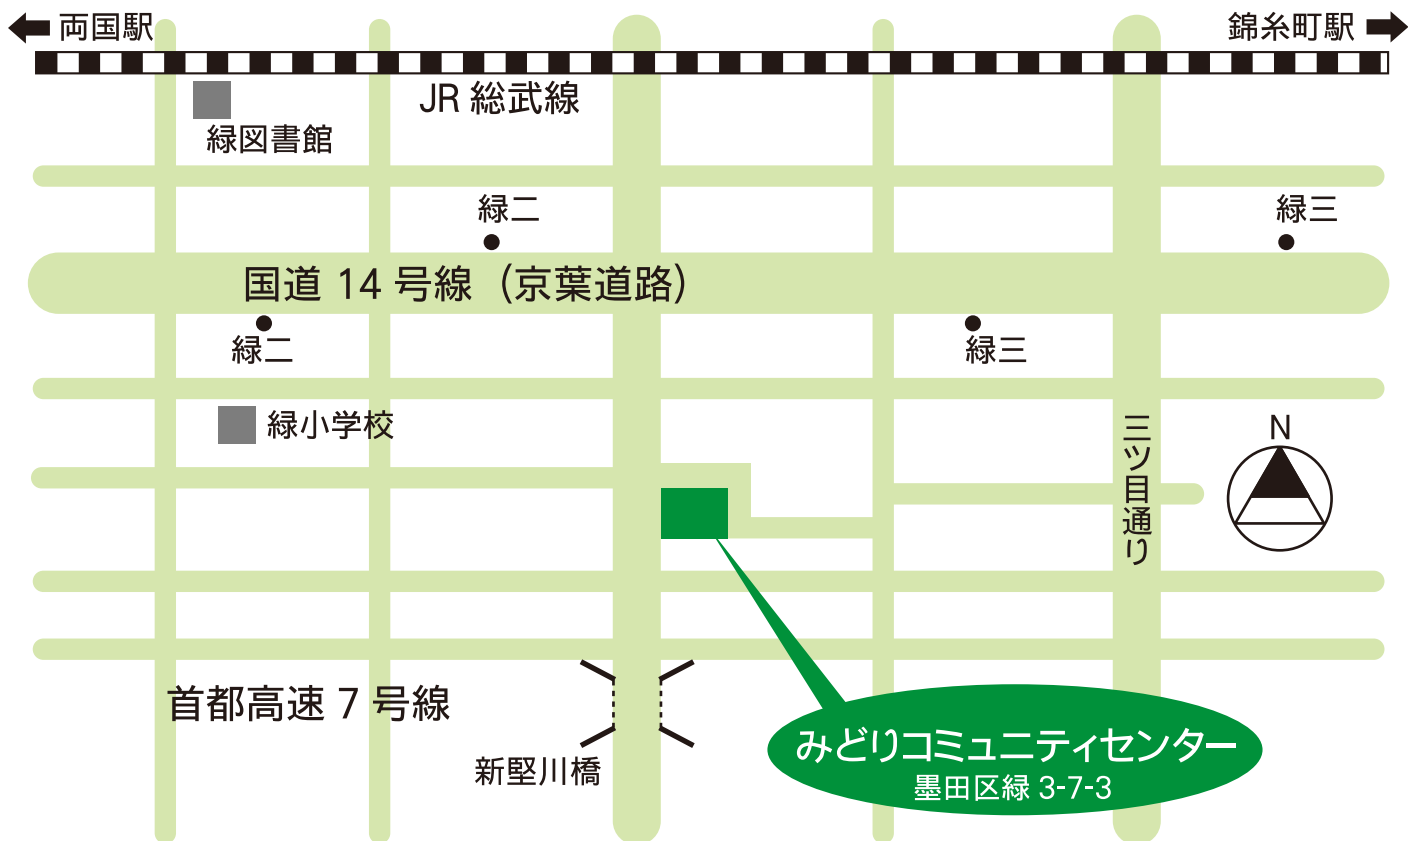 両国駅
錦糸町駅
JR 総武線
緑図書館
緑二
緑三
国道 14 号線（京葉道路）
緑二
緑三
緑小学校
三ツ目通り
N
首都高速 7 号線
新堅川橋
みどりコミュニティセンター
墨田区緑 3-7-3